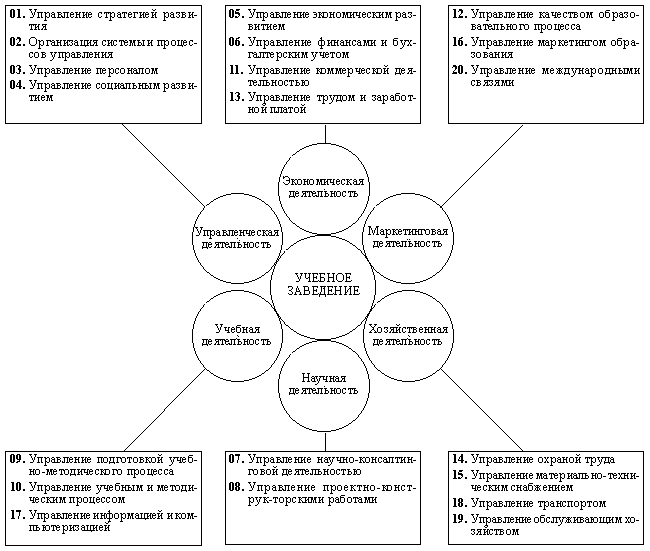 01. Управление стратегией разви-
тия
02. Организация системы и процес-
сов управления
03. Управление персоналом
04. Управление социальным разви-
тием
05. Управление экономическим раз-
витием
06. Управление финансами и бух-
галтерским учетом
11. Управление коммерческой дея-
тельностью
13. Управление трудом и заработ-
ной платой
12. Управление качеством образо-
вательного процесса
16. Управление маркетингом обра-
зования
20. Управление международными
связями
Экономическая
деятельность
Управленческая
деятельность
Маркетинговая
деятельность
УЧЕБНОЕ
ЗАВЕДЕНИЕ
Учебная
деятельность
Хозяйственная
деятельность
Научная
деятельность
09. Управление подготовкой учеб-
но-методического процесса
10. Управление учебным и методи-
ческим процессом
17. Управление информацией и ком-
пьютеризацией
07. Управление научно-консалтин-
говой деятельностью
08. Управление проектно-конст-
рук-торскими работами
14. Управление охраной труда
15. Управление материально-техни-
ческим снабжением
18. Управление транспортом
19. Управление обслуживающим хо-
зяйством